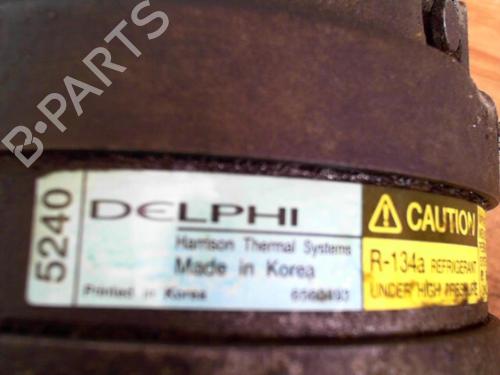 B·PARTS
5240
DELPHI
Harrison Thermal Systems
Made in Korea
Printed in Korea
CAUTION
R-134a REFRIGERANT
UNDER HIGH PRESSURE